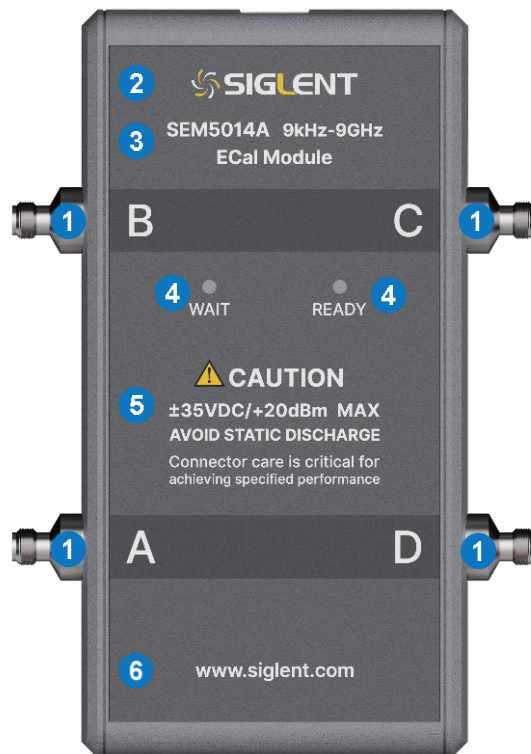 2 SIGLENT
3 SEM5014A 9kHz-9GHz
ECal Module
1 B C 1
4 WAIT READY 4
CAUTION
5 ±35VDC/+20dBm MAX
AVOID STATIC DISCHARGE
Connector care is critical for
achieving specified performance
1 A D 1
6 www.siglent.com